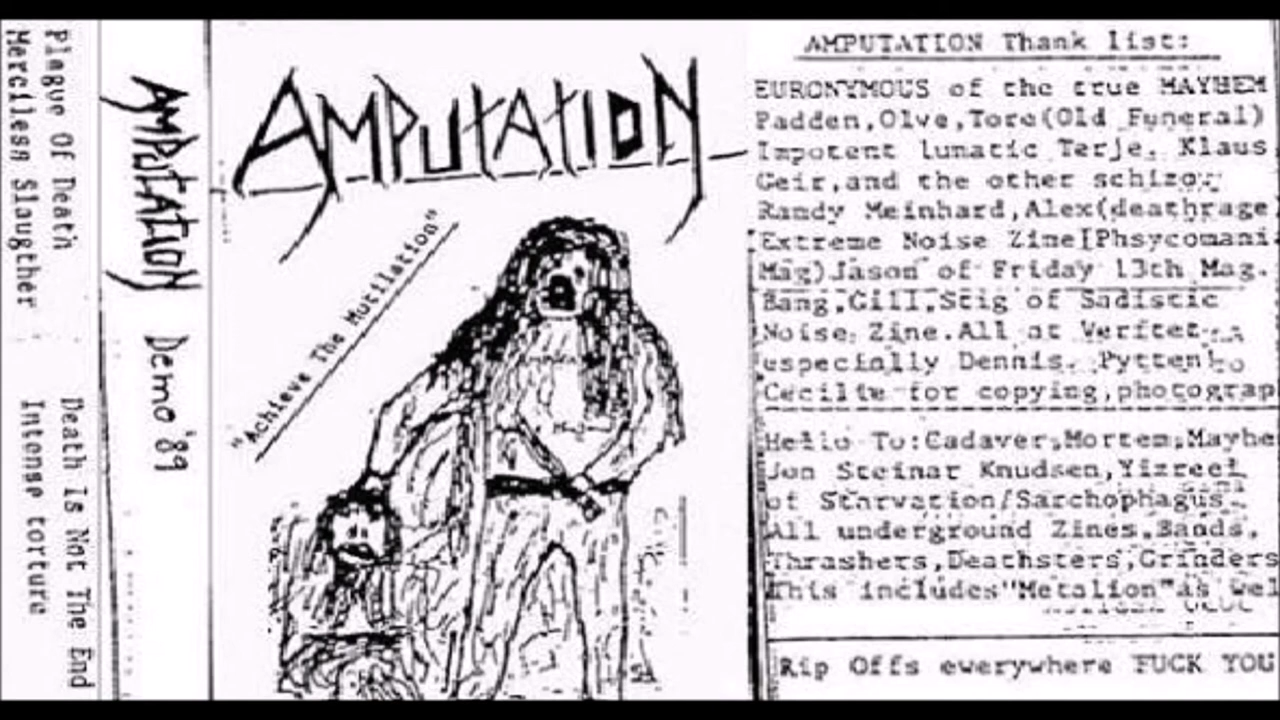 Plague Of Death
Merciless Slaugther
Death Is Not The End
Intense torture
AMPUTATION Demo '89
AMPUTATION
"Achieve The Mutilation"
AMPUTATION Thank list:
EURONYMOUS of the true MAYHEM
Padden,Olve,Tore(Old Funeral)
Impotent lunatic Terje, Klaus
Geir,and the other schizo
Randy Meinhard,Alex(deathrage
Extreme Noise Zine[Phsycomani
Mag)Jason of Friday 13th Mag.
Bang,Gill,Stig of Sadistic
Noise Zine.All at
especially Dennis.
Cecilie for copying,photograp
Hello To:Cadaver,Mortem,Mayhe
Jon Steinar Knudsen,Yizreel
of Starvation/Sarchophagus
All underground Zines,Bands,
Thrashers,Deathsters,Grinders
This includes"Metalion"as wel
Rip Offs ewerywhere FUCK YOU